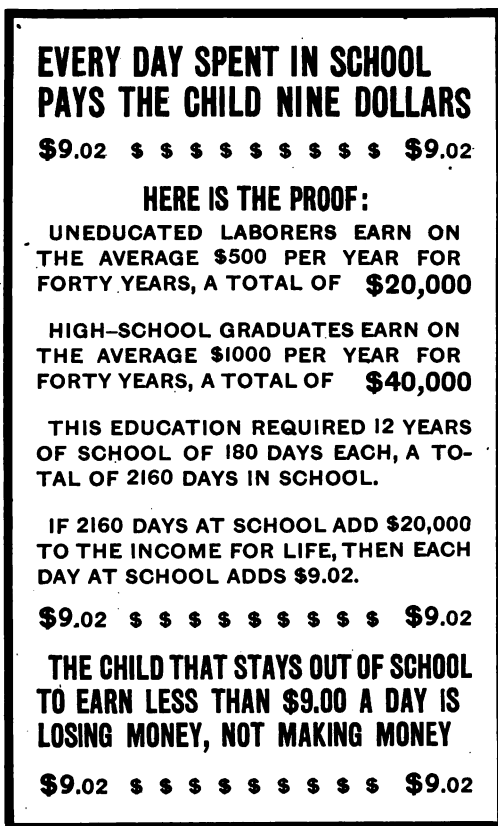 EVERY DAY SPENT IN SCHOOL
PAYS THE CHILD NINE DOLLARS
$9.02 $ $ $ $ $ $ $ $ $ $9.02
HERE IS THE PROOF:
UNEDUCATED LABORERS EARN ON
THE AVERAGE $500 PER YEAR FOR
FORTY YEARS, A TOTAL OF $20,000
HIGH-SCHOOL GRADUATES EARN ON
THE AVERAGE $1000 PER YEAR FOR
FORTY YEARS, A TOTAL OF $40,000
THIS EDUCATION REQUIRED 12 YEARS
OF SCHOOL OF 180 DAYS EACH, A TO-
TAL OF 2160 DAYS IN SCHOOL.
IF 2160 DAYS AT SCHOOL ADD $20,000
TO THE INCOME FOR LIFE, THEN EACH
DAY AT SCHOOL ADDS $9.02.
$9.02 $ $ $ $ $ $ $ $ $ $9.02
THE CHILD THAT STAYS OUT OF SCHOOL
TO EARN LESS THAN $9.00 A DAY IS
LOSING MONEY, NOT MAKING MONEY
$9.02 $ $ $ $ $ $ $ $ $ $9.02